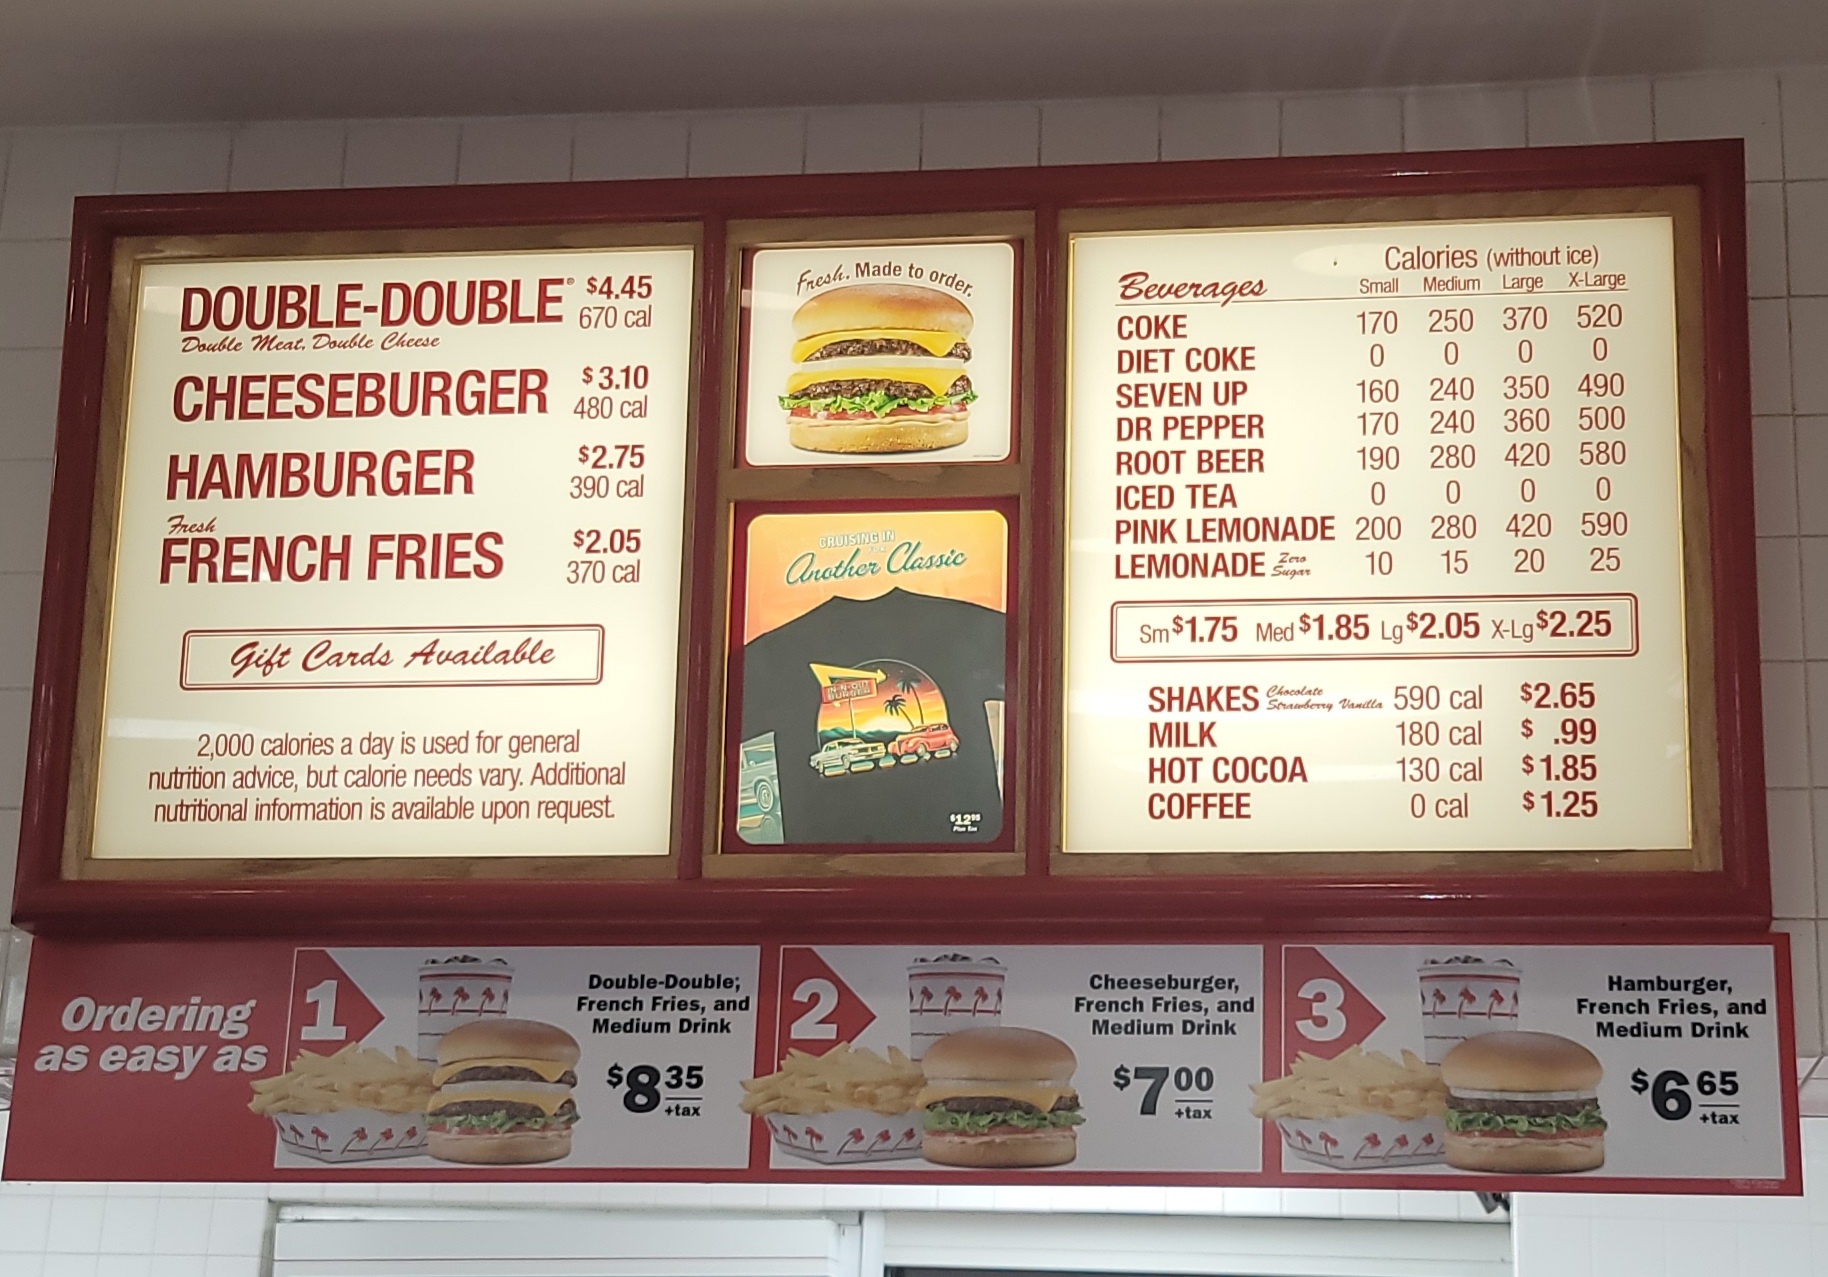 DOUBLE-DOUBLE® $4.45
670 cal
Double Meat, Double Cheese
CHEESEBURGER $3.10
480 cal
HAMBURGER $2.75
390 cal
Fresh
FRENCH FRIES $2.05
370 cal
Gift Cards Available
2,000 calories a day is used for general
nutrition advice, but calorie needs vary. Additional
nutritional information is available upon request.
Fresh. Made to order.
CRUISING IN
Another Classic
IN-N-OUT
BURGER
$12.95
Plus Tax
Calories (without ice)
Beverages Small Medium Large X-Large
COKE 170 250 370 520
DIET COKE 0 0 0 0
SEVEN UP 160 240 350 490
DR PEPPER 170 240 360 500
ROOT BEER 190 280 420 580
ICED TEA 0 0 0 0
PINK LEMONADE 200 280 420 590
LEMONADE Zero Sugar 10 15 20 25
Sm $1.75 Med $1.85 Lg $2.05 X-Lg $2.25
SHAKES Chocolate Strawberry Vanilla 590 cal $2.65
MILK 180 cal $ .99
HOT COCOA 130 cal $1.85
COFFEE 0 cal $1.25
Ordering
as easy as
1
Double-Double,
French Fries, and
Medium Drink
$8.35
+tax
2
Cheeseburger,
French Fries, and
Medium Drink
$7.00
+tax
3
Hamburger,
French Fries, and
Medium Drink
$6.65
+tax